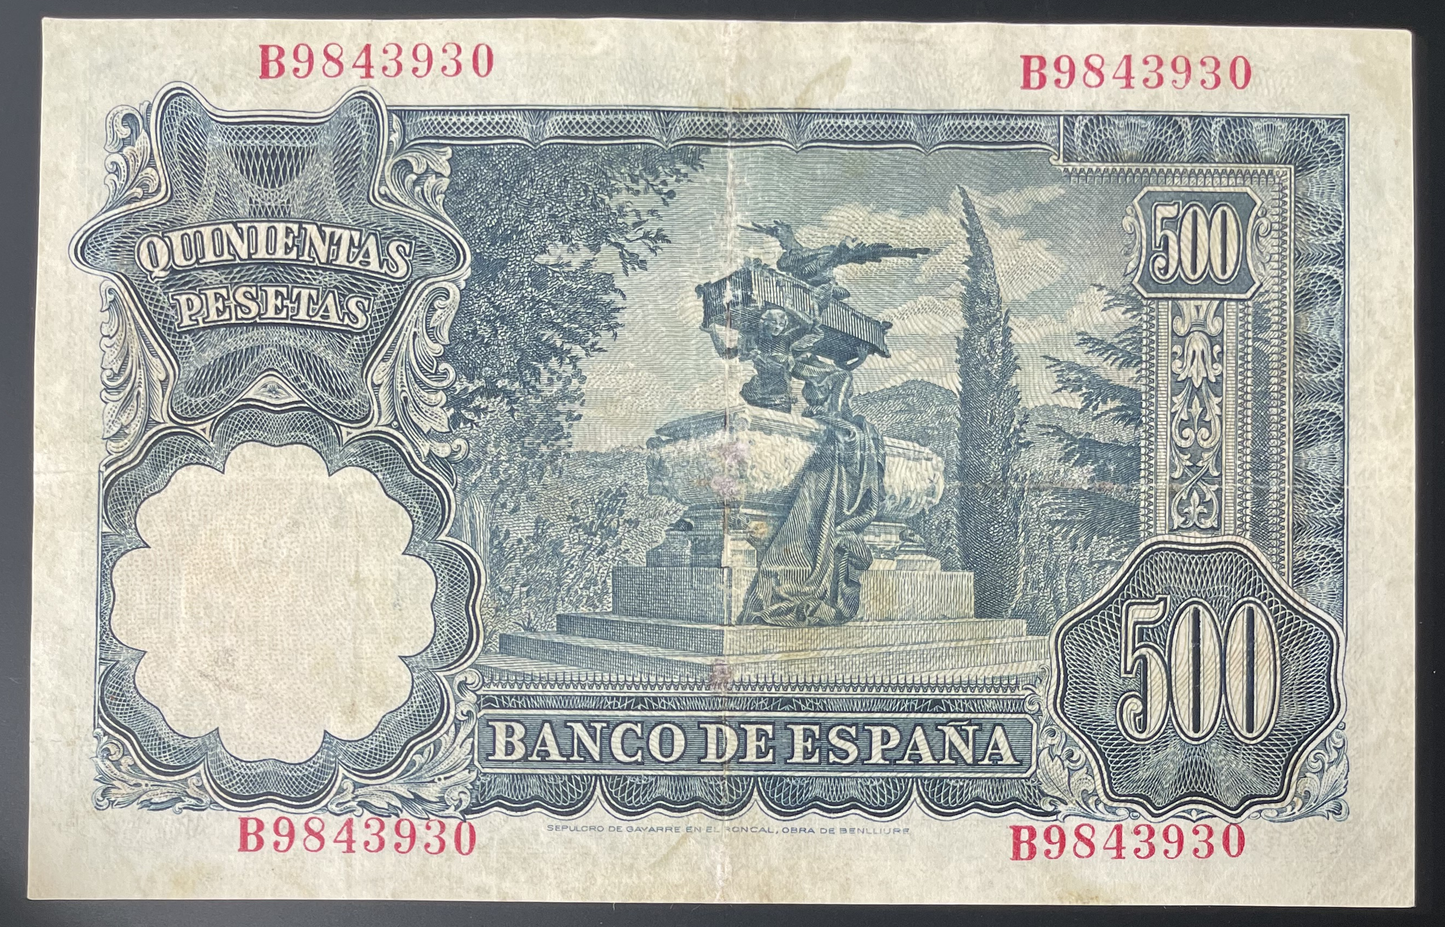 B9843930
B9843930
QUINIENTAS
PESETAS
500
500
BANCO DE ESPAÑA
SEPULCRO DE GAYARRE EN EL RONCAL, OBRA DE BENLLIURE
B9843930
B9843930